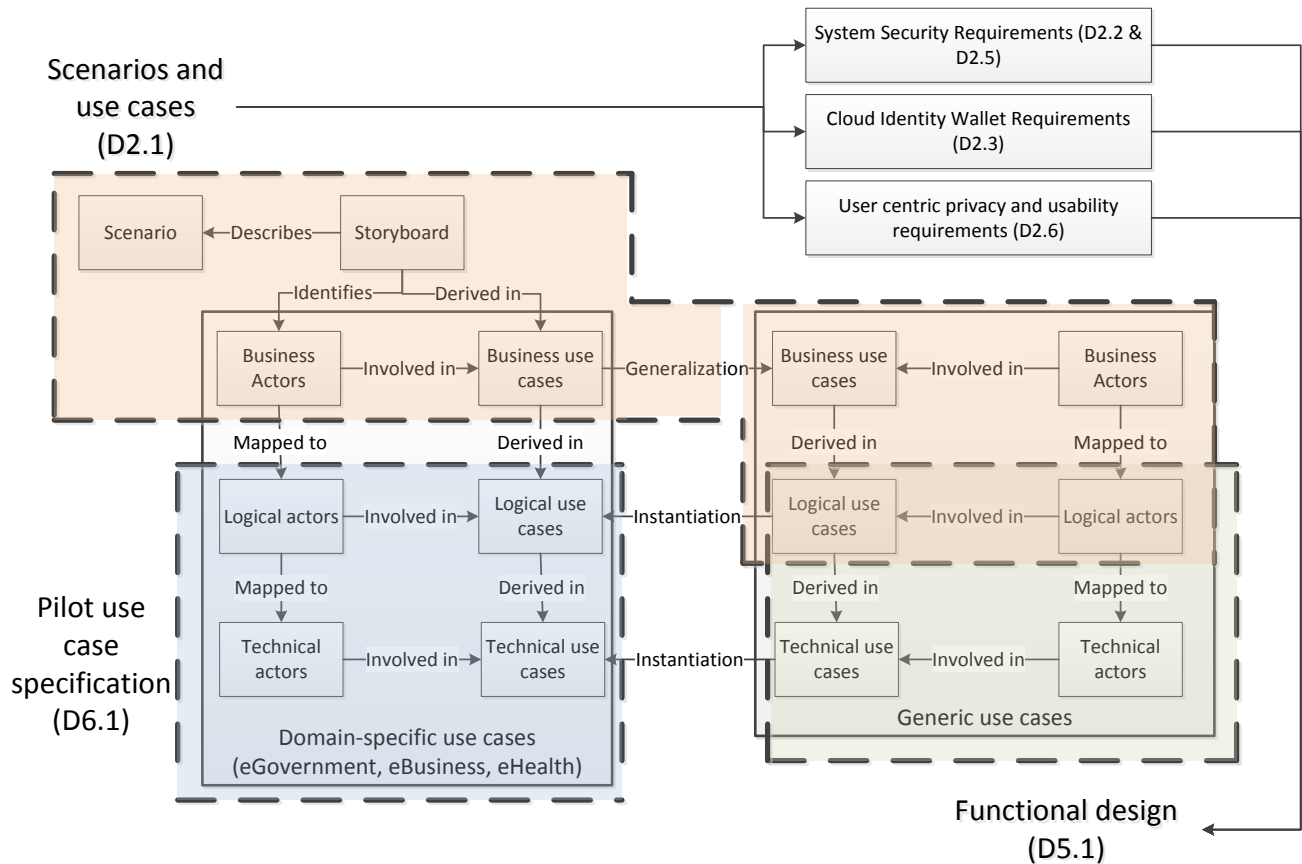 System Security Requirements (D2.2 &
D2.5)
Scenarios and
use cases
(D2.1)
Cloud Identity Wallet Requirements
(D2.3)
User centric privacy and usability
requirements (D2.6)
Scenario
Describes
Storyboard
Identifies
Derived in
Business
Actors
Involved in
Business use
cases
Generalization
Business use
cases
Involved in
Business
Actors
Mapped to
Derived in
Derived in
Mapped to
Logical actors
Involved in
Logical use
cases
Instantiation
Logical use
cases
Involved in
Logical actors
Mapped to
Derived in
Derived in
Mapped to
Pilot use
case
specification
(D6.1)
Technical
actors
Involved in
Technical use
cases
Instantiation
Technical use
cases
Involved in
Technical
actors
Domain-specific use cases
(eGovernment, eBusiness, eHealth)
Generic use cases
Functional design
(D5.1)